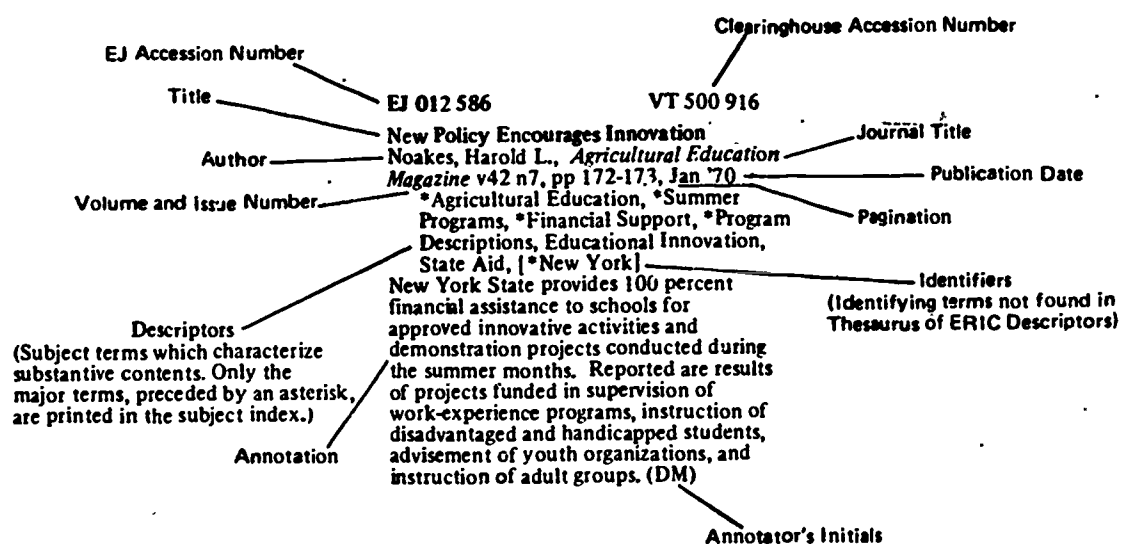 Clearinghouse Accession Number
EJ Accession Number
Title
EJ 012 586 VT 500 916
New Policy Encourages Innovation
Journal Title
Author
Noakes, Harold L., Agricultural Education
Magazine v42 n7, pp 172-173, Jan '70
Publication Date
Volume and Issue Number
*Agricultural Education, *Summer
Programs, *Financial Support, *Program
Pagination
Descriptions, Educational Innovation,
State Aid, [*New York]
Identifiers
(Identifying terms not found in
Thesaurus of ERIC Descriptors)
New York State provides 100 percent
financial assistance to schools for
approved innovative activities and
demonstration projects conducted during
the summer months. Reported are results
of projects funded in supervision of
work-experience programs, instruction of
disadvantaged and handicapped students,
advisement of youth organizations, and
instruction of adult groups. (DM)
Descriptors
(Subject terms which characterize
substantive contents. Only the
major terms, preceded by an asterisk,
are printed in the subject index.)
Annotation
Annotator's Initials